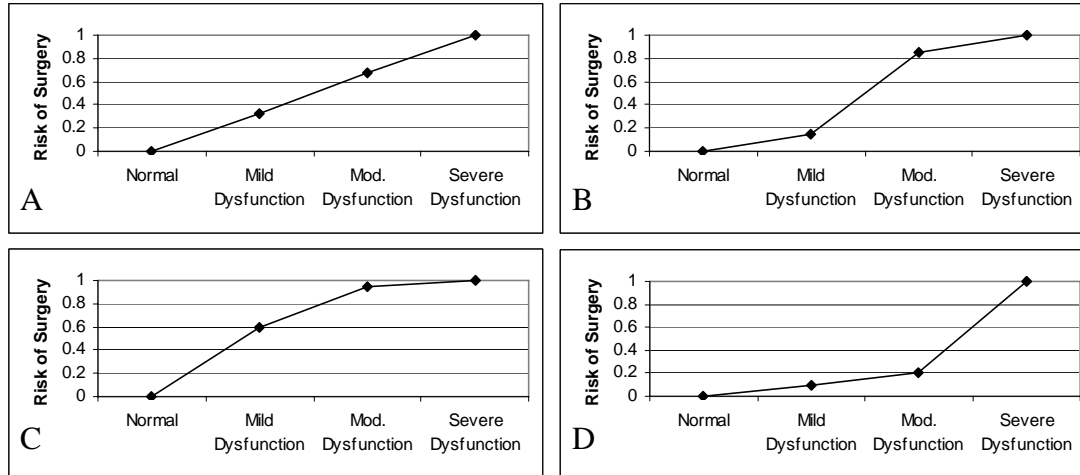 Risk of Surgery
1
0.8
0.6
0.4
0.2
0
Normal Mild Mod. Severe
Dysfunction Dysfunction Dysfunction
A
Risk of Surgery
1
0.8
0.6
0.4
0.2
0
Normal Mild Mod. Severe
Dysfunction Dysfunction Dysfunction
B
Risk of Surgery
1
0.8
0.6
0.4
0.2
0
Normal Mild Mod. Severe
Dysfunction Dysfunction Dysfunction
C
Risk of Surgery
1
0.8
0.6
0.4
0.2
0
Normal Mild Mod. Severe
Dysfunction Dysfunction Dysfunction
D